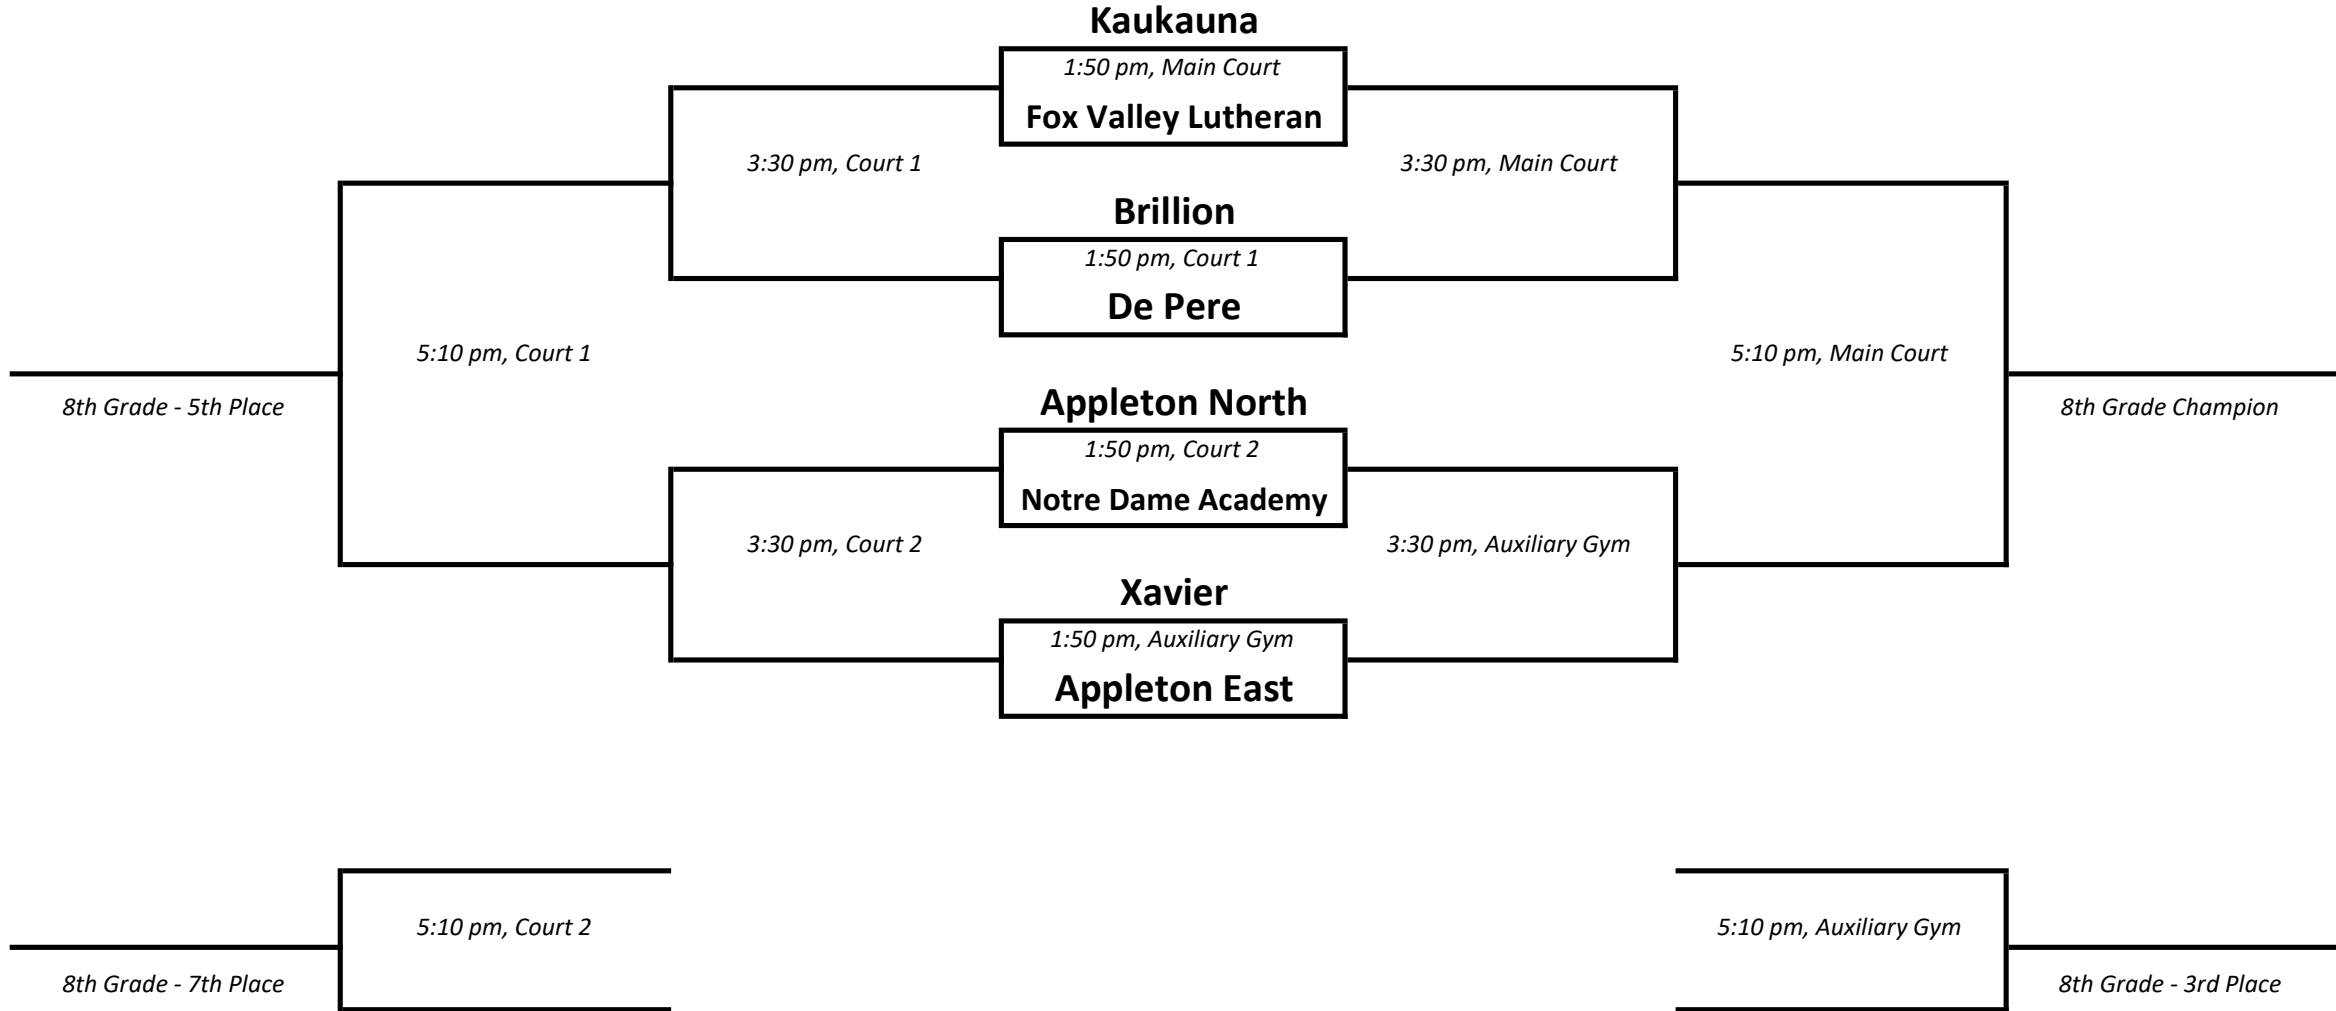 Kaukauna
1:50 pm, Main Court
Fox Valley Lutheran
3:30 pm, Court 1
3:30 pm, Main Court
Brillion
1:50 pm, Court 1
De Pere
5:10 pm, Court 1
5:10 pm, Main Court
8th Grade - 5th Place
Appleton North
8th Grade Champion
1:50 pm, Court 2
Notre Dame Academy
3:30 pm, Court 2
3:30 pm, Auxiliary Gym
Xavier
1:50 pm, Auxiliary Gym
Appleton East
5:10 pm, Court 2
5:10 pm, Auxiliary Gym
8th Grade - 7th Place
8th Grade - 3rd Place